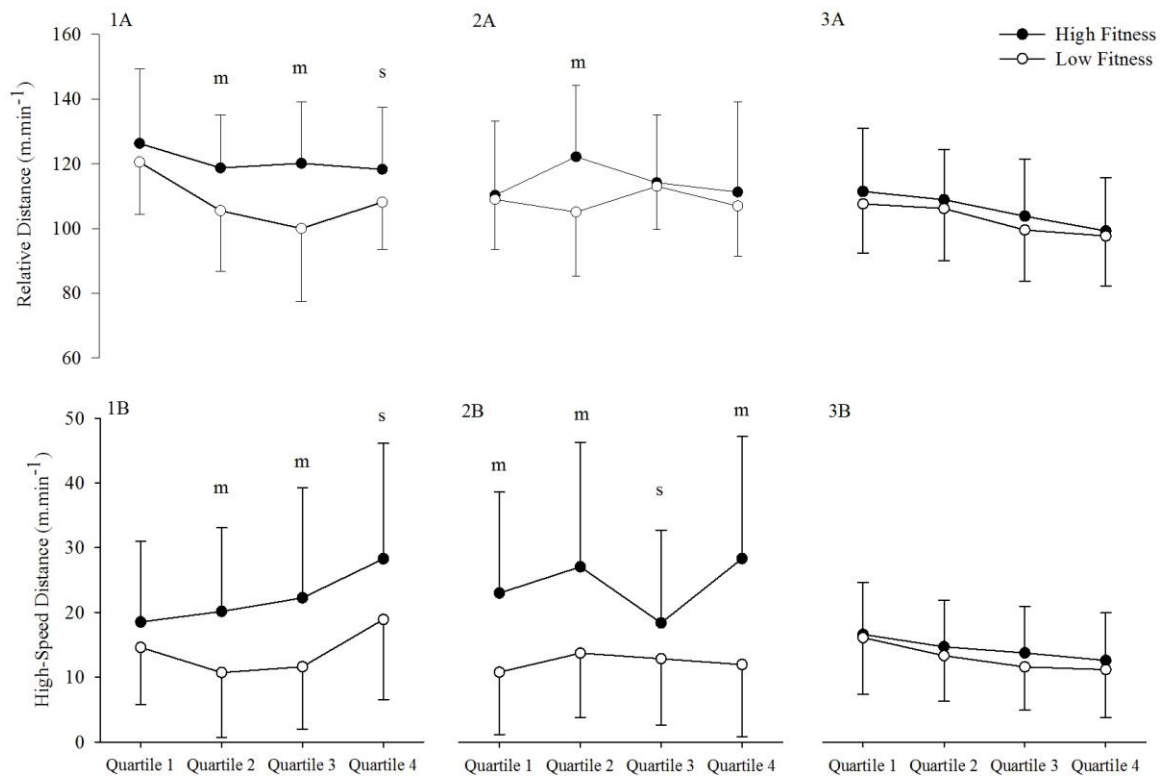 1A
2A
3A
High Fitness
Low Fitness
160
140
120
100
80
60
Relative Distance (m.min⁻¹)
m
m
s
m
1B
2B
3B
50
40
30
20
10
0
High-Speed Distance (m.min⁻¹)
m
m
s
m
m
s
m
Quartile 1 Quartile 2 Quartile 3 Quartile 4
Quartile 1 Quartile 2 Quartile 3 Quartile 4
Quartile 1 Quartile 2 Quartile 3 Quartile 4